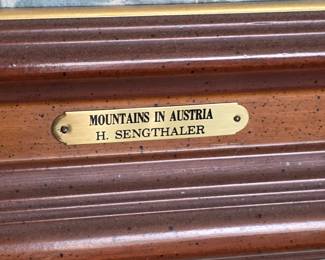 MOUNTAINS IN AUSTRIA
H. SENGTHALER